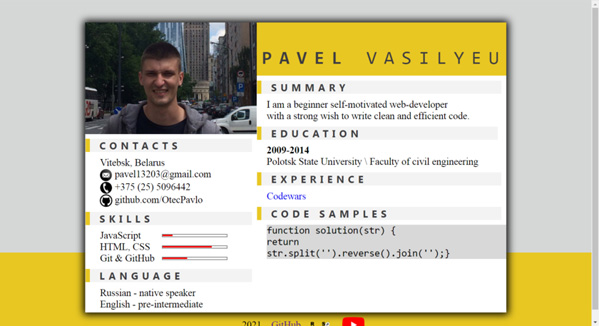 PAVEL VASILYEU
CONTACTS
Vitebsk, Belarus
pavel13203@gmail.com
+375 (25) 5096442
github.com/OtecPavlo
SKILLS
JavaScript
HTML, CSS
Git & GitHub
LANGUAGE
Russian - native speaker
English - pre-intermediate
SUMMARY
I am a beginner self-motivated web-developer
with a strong wish to write clean and efficient code.
EDUCATION
2009-2014
Polotsk State University \ Faculty of civil engineering
EXPERIENCE
Codewars
CODE SAMPLES
function solution(str) {
return
str.split('').reverse().join('');}
2021 GitHub